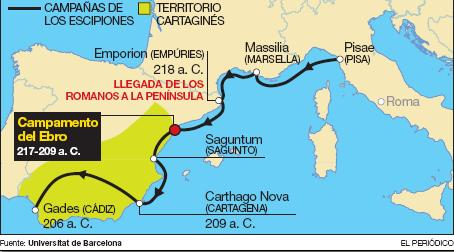 CAMPAÑAS DE
LOS ESCIPIONES
TERRITORIO
CARTAGINÉS
Emporion (EMPÚRIES)
218 a. C.
LLEGADA DE LOS
ROMANOS A LA PENÍNSULA
Massilia
(MARSELLA)
Pisae
(PISA)
Roma
Campamento
del Ebro
217-209 a. C.
Saguntum
(SAGUNTO)
Carthago Nova
(CARTAGENA)
209 a. C.
Gades (CÁDIZ)
206 a. C.
Fuente: Universitat de Barcelona
EL PERIÓDICO